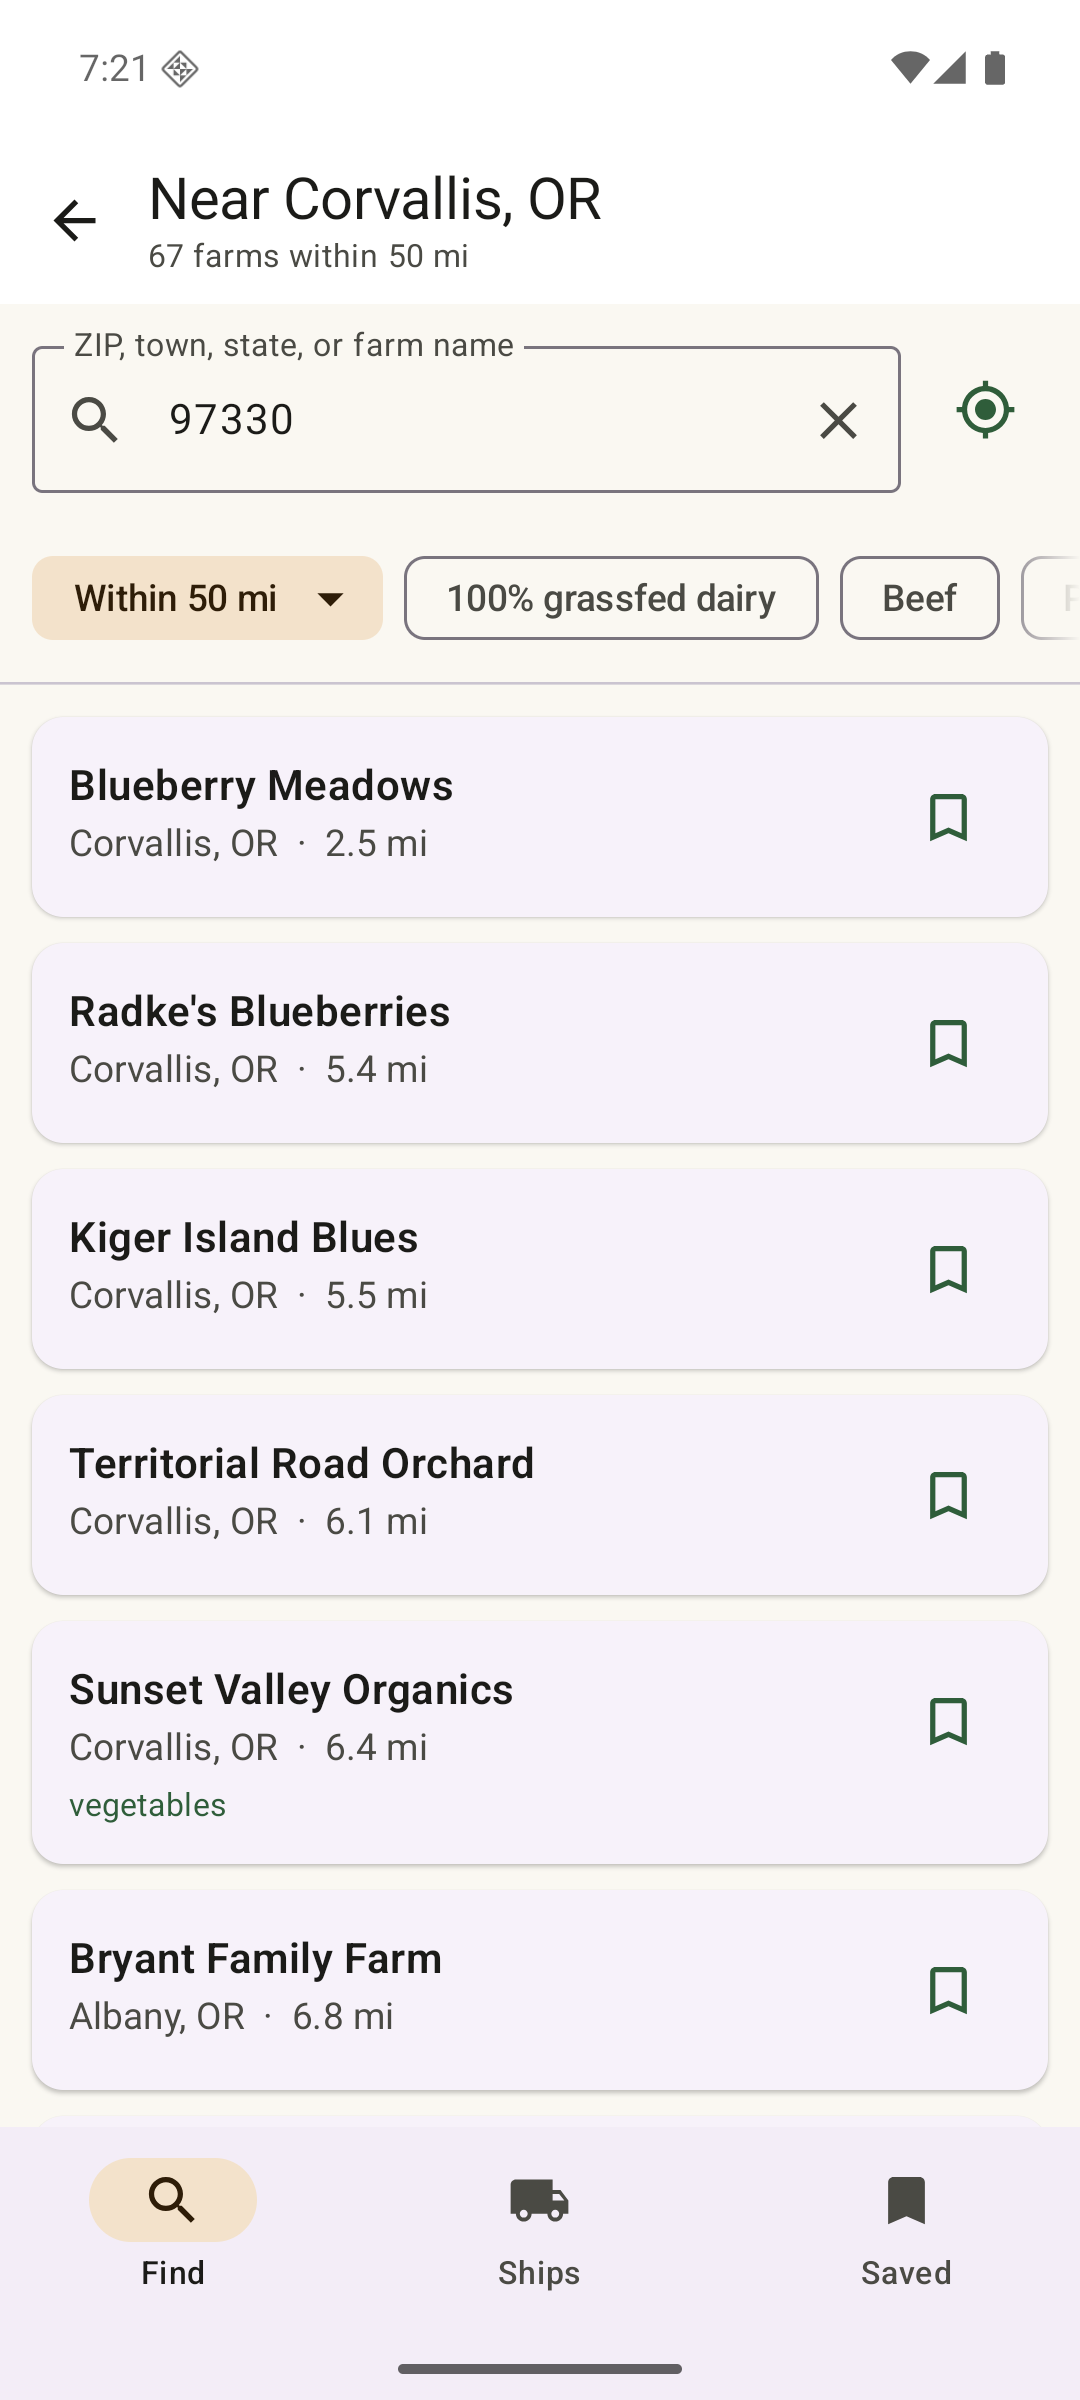 7:21
Near Corvallis, OR
67 farms within 50 mi
ZIP, town, state, or farm name
97330
Within 50 mi
100% grassfed dairy
Beef
Blueberry Meadows
Corvallis, OR · 2.5 mi
Radke's Blueberries
Corvallis, OR · 5.4 mi
Kiger Island Blues
Corvallis, OR · 5.5 mi
Territorial Road Orchard
Corvallis, OR · 6.1 mi
Sunset Valley Organics
Corvallis, OR · 6.4 mi
vegetables
Bryant Family Farm
Albany, OR · 6.8 mi
Find
Ships
Saved